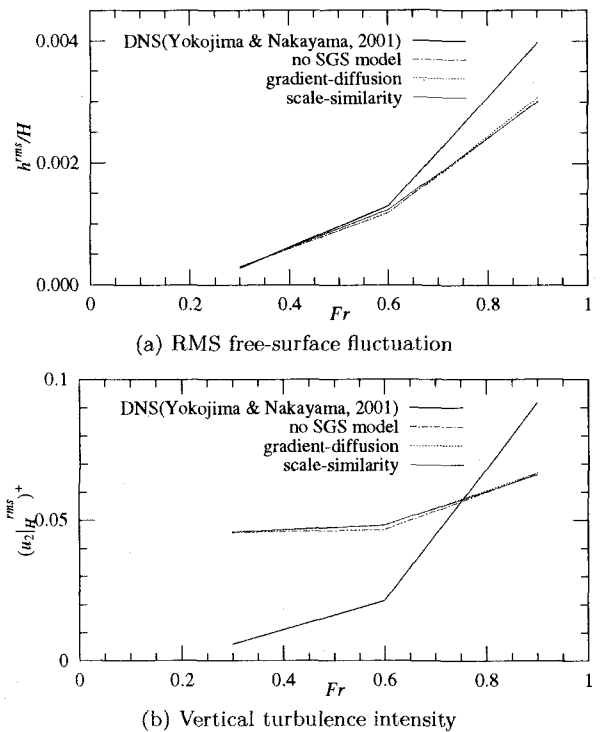 0.004
DNS(Yokojima & Nakayama, 2001)
no SGS model
gradient-diffusion
scale-similarity
h^rms/H
0.002
0.000
0 0.2 0.4 0.6 0.8 1
Fr
(a) RMS free-surface fluctuation
0.1
DNS(Yokojima & Nakayama, 2001)
no SGS model
gradient-diffusion
scale-similarity
(u_2|_H^rms)^+
0.05
0
0 0.2 0.4 0.6 0.8 1
Fr
(b) Vertical turbulence intensity